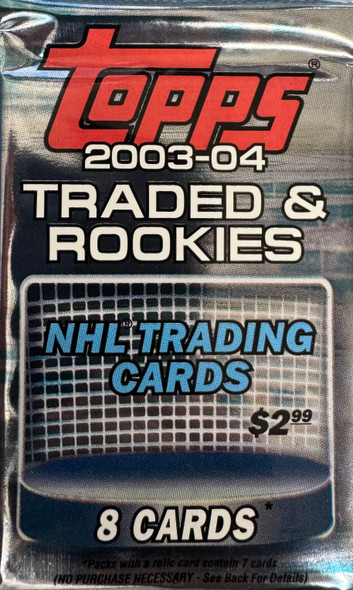 Topps®
2003-04
TRADED &
ROOKIES
NHL® TRADING
CARDS
$2.99
8 CARDS*
*Packs with a relic card contain 7 cards.
(NO PURCHASE NECESSARY - See Back For Details)